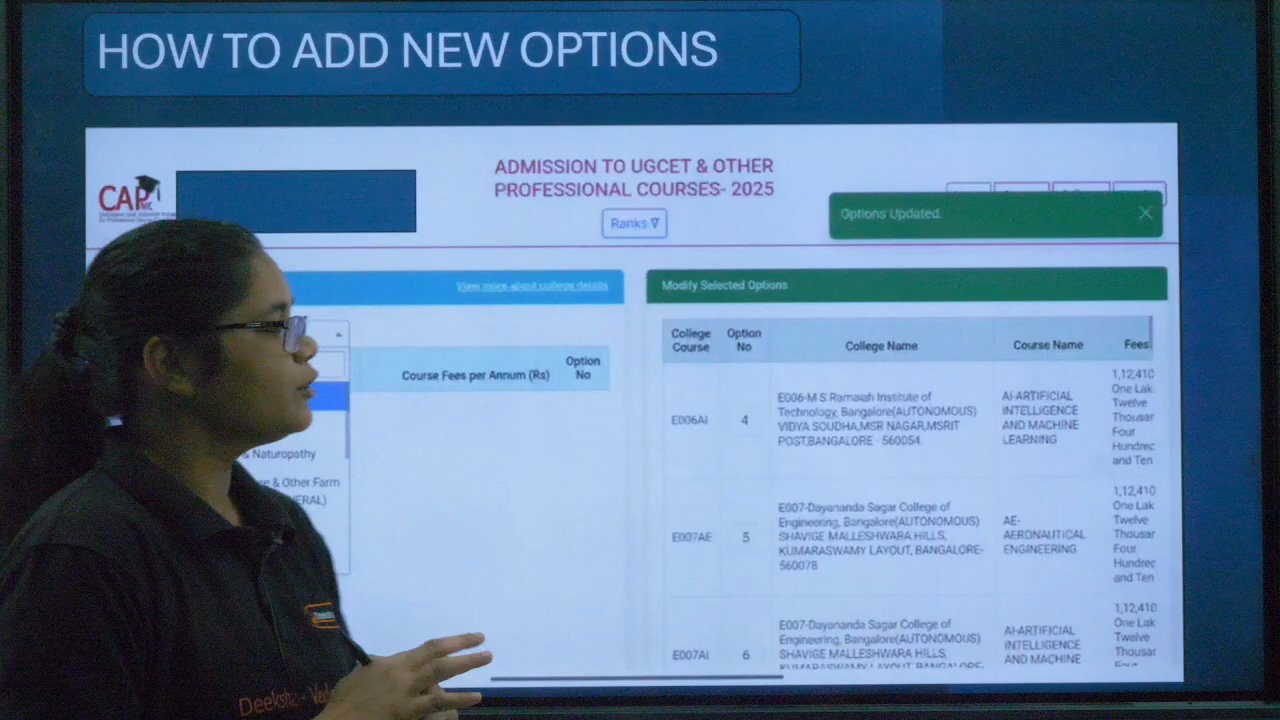 HOW TO ADD NEW OPTIONS
CAP
ADMISSION TO UGCET & OTHER
PROFESSIONAL COURSES- 2025
Ranks
Options Updated.
View more about college details
Modify Selected Options
Course Fees per Annum (Rs)
Option
No
s Naturopathy
re & Other Farm
ERAL)
College
Course
Option
No
College Name
Course Name
Fees
E006AI
4
E006-M S Ramaiah Institute of
Technology, Bangalore(AUTONOMOUS)
VIDYA SOUDHA,MSR NAGAR,MSRIT
POST,BANGALORE - 560054.
AI-ARTIFICIAL
INTELLIGENCE
AND MACHINE
LEARNING
1,12,410
One Lak
Twelve
Thousar
Four
Hundrec
and Ten
E007AE
5
E007-Dayananda Sagar College of
Engineering, Bangalore(AUTONOMOUS)
SHAVIGE MALLESHWARA HILLS,
KUMARASWAMY LAYOUT, BANGALORE-
560078
AE-
AERONAUTICAL
ENGINEERING
1,12,410
One Lak
Twelve
Thousar
Four
Hundrec
and Ten
E007AI
6
E007-Dayananda Sagar College of
Engineering, Bangalore(AUTONOMOUS)
SHAVIGE MALLESHWARA HILLS,
KUMARASWAMY LAYOUT, BANGALORE-
AI-ARTIFICIAL
INTELLIGENCE
AND MACHINE
1,12,410
One Lak
Twelve
Thousar
Four